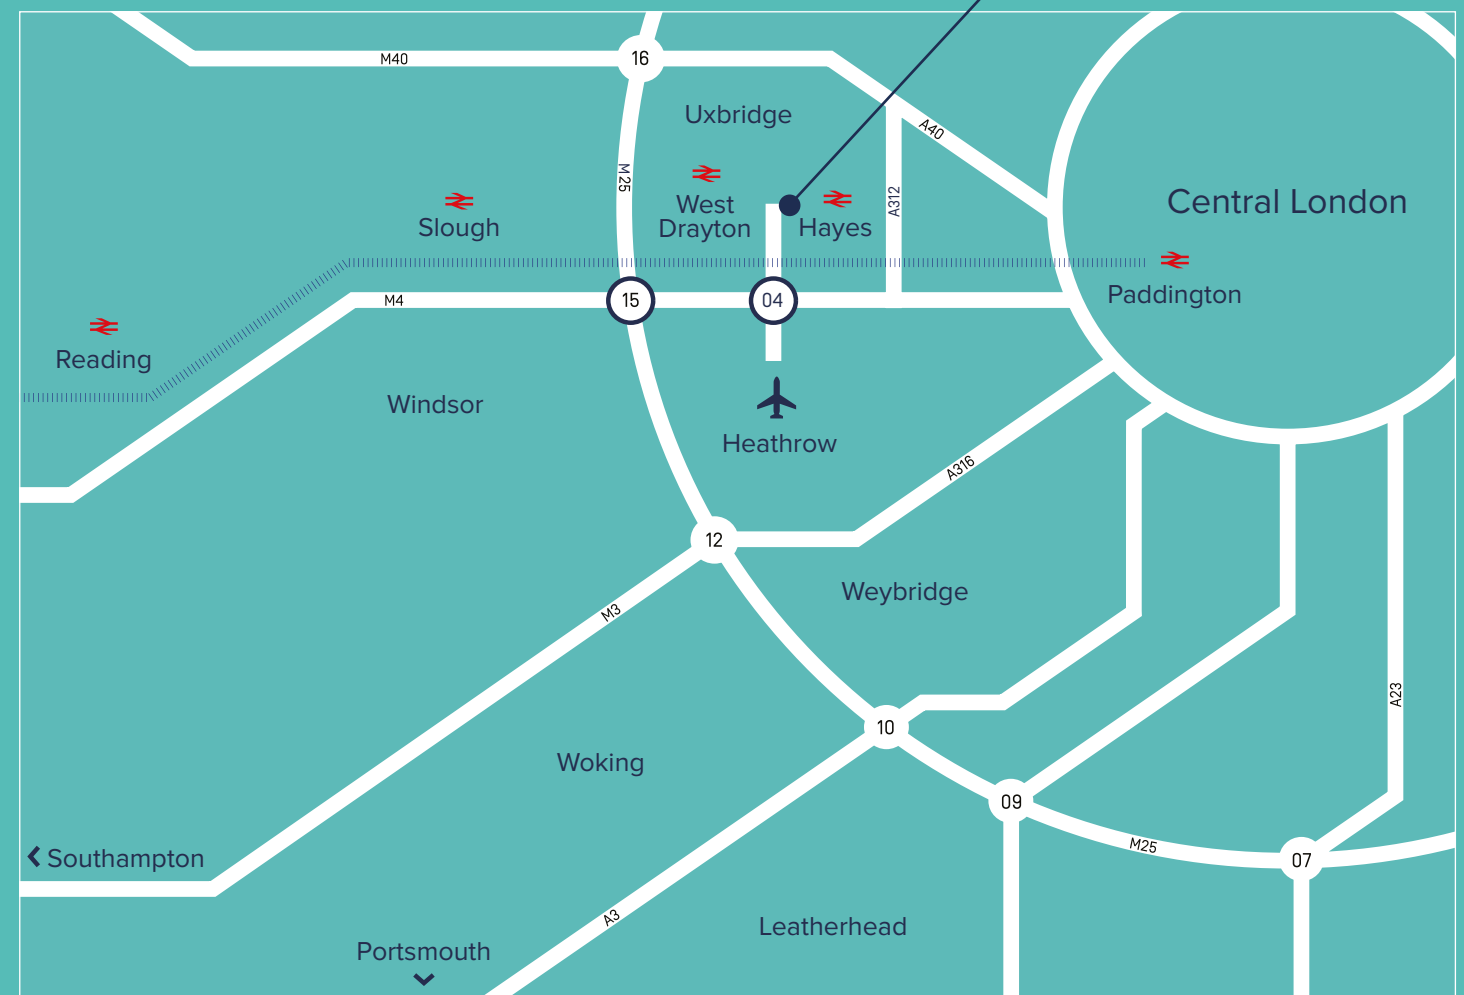 M40
16
Uxbridge
A40
M25
West
Drayton
Hayes
A312
Central London
Slough
Paddington
M4
15
04
Reading
Windsor
Heathrow
A316
12
Weybridge
M3
A23
10
Woking
09
M25
07
Southampton
A3
Leatherhead
Portsmouth